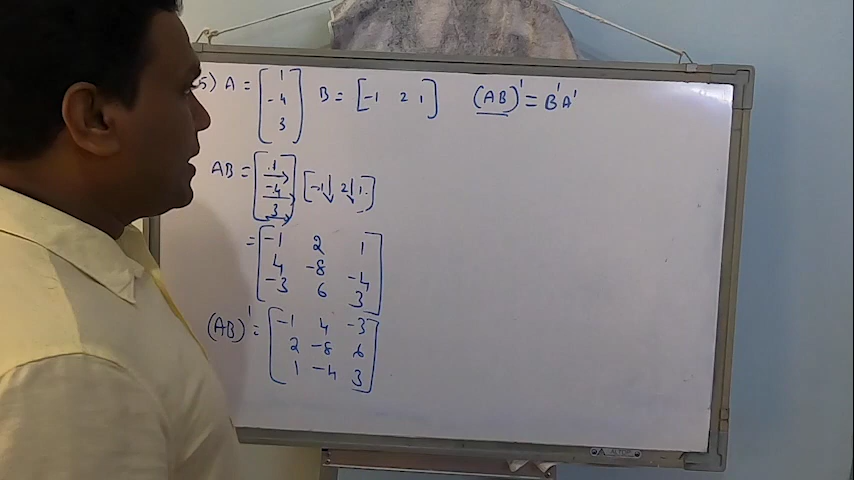 5) A = [1 -4 3] B = [-1 2 1] (AB)' = B'A'
AB = [1 -4 3] [-1 2 1]
= [-1 2 1
4 -8 -4
-3 6 3]
(AB)' = [-1 4 -3
2 -8 6
1 -4 3]